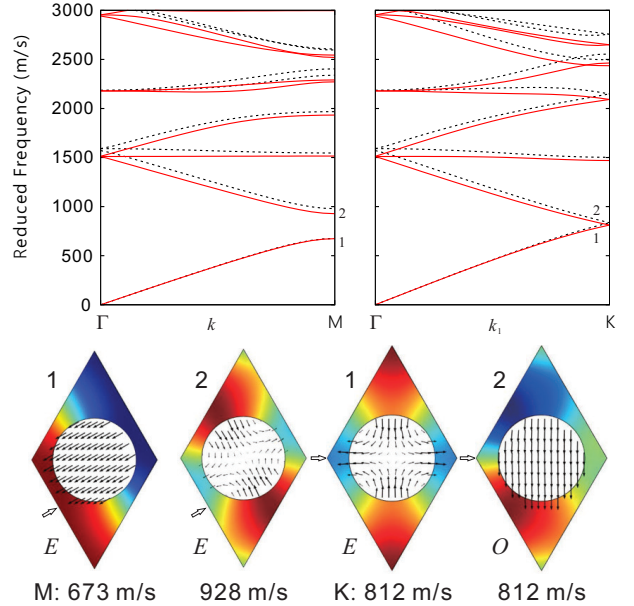 Reduced Frequency (m/s)
3000
2500
2000
1500
1000
500
0
2
1
2
1
Γ k M Γ k₁ K
1 2 1 2
E E E O
M: 673 m/s 928 m/s K: 812 m/s 812 m/s